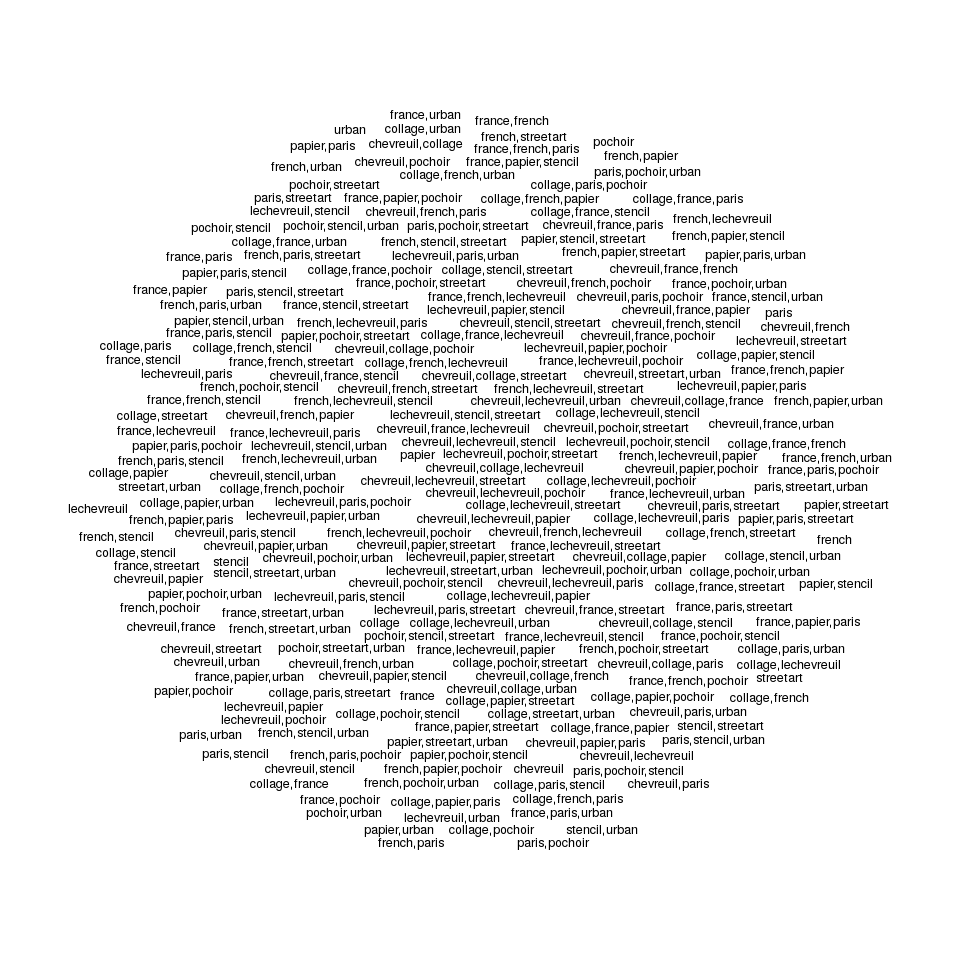 france,urban
france,french
urban collage,urban
french,streetart
papier,paris chevreuil,collage france,french,paris pochoir
french,urban chevreuil,pochoir france,papier,stencil french,papier
collage,french,urban paris,pochoir,urban
pochoir,streetart collage,paris,pochoir
paris,streetart france,papier,pochoir collage,french,papier collage,france,paris
lechevreuil,stencil chevreuil,french,paris collage,france,stencil french,lechevreuil
pochoir,stencil pochoir,stencil,urban paris,pochoir,streetart chevreuil,france,paris
collage,france,urban french,stencil,streetart papier,stencil,streetart french,papier,stencil
france,paris french,paris,streetart lechevreuil,paris,urban french,papier,streetart papier,paris,urban
papier,paris,stencil collage,france,pochoir collage,stencil,streetart chevreuil,france,french
france,pochoir,streetart chevreuil,french,pochoir france,pochoir,urban
france,papier paris,stencil,streetart france,french,lechevreuil chevreuil,paris,pochoir france,stencil,urban
french,paris,urban france,stencil,streetart lechevreuil,papier,stencil chevreuil,france,papier paris
papier,stencil,urban french,lechevreuil,paris chevreuil,stencil,streetart chevreuil,french,stencil chevreuil,french
france,paris,stencil papier,pochoir,streetart collage,france,lechevreuil chevreuil,france,pochoir lechevreuil,streetart
collage,paris collage,french,stencil chevreuil,collage,pochoir lechevreuil,papier,pochoir collage,papier,stencil
france,stencil france,french,streetart collage,french,lechevreuil france,lechevreuil,pochoir france,french,papier
lechevreuil,paris chevreuil,france,stencil chevreuil,collage,streetart chevreuil,streetart,urban
french,pochoir,stencil chevreuil,french,streetart french,lechevreuil,streetart lechevreuil,papier,paris
france,french,stencil french,lechevreuil,stencil chevreuil,lechevreuil,urban chevreuil,collage,france french,papier,urban
collage,streetart chevreuil,french,papier lechevreuil,stencil,streetart collage,lechevreuil,stencil
france,lechevreuil france,lechevreuil,paris chevreuil,france,lechevreuil chevreuil,pochoir,streetart chevreuil,france,urban
papier,paris,pochoir lechevreuil,stencil,urban chevreuil,lechevreuil,stencil lechevreuil,pochoir,stencil collage,france,french
french,paris,stencil french,lechevreuil,urban papier lechevreuil,pochoir,streetart french,lechevreuil,papier france,french,urban
collage,papier chevreuil,stencil,urban chevreuil,collage,lechevreuil chevreuil,papier,pochoir france,paris,pochoir
streetart,urban collage,french,pochoir chevreuil,lechevreuil,streetart collage,lechevreuil,pochoir paris,streetart,urban
chevreuil,lechevreuil,pochoir france,lechevreuil,urban
lechevreuil collage,papier,urban lechevreuil,paris,pochoir collage,lechevreuil,streetart chevreuil,paris,streetart papier,streetart
french,papier,paris lechevreuil,papier,urban chevreuil,lechevreuil,papier collage,lechevreuil,paris papier,paris,streetart
french,stencil chevreuil,paris,stencil french,lechevreuil,pochoir chevreuil,french,lechevreuil collage,french,streetart french
collage,stencil chevreuil,papier,urban chevreuil,papier,streetart france,lechevreuil,streetart
france,streetart stencil chevreuil,pochoir,urban lechevreuil,papier,streetart chevreuil,collage,papier collage,stencil,urban
chevreuil,papier stencil,streetart,urban lechevreuil,streetart,urban lechevreuil,pochoir,urban collage,pochoir,urban
chevreuil,pochoir,stencil chevreuil,lechevreuil,paris collage,france,streetart papier,stencil
papier,pochoir,urban lechevreuil,paris,stencil collage,lechevreuil,papier
french,pochoir france,streetart,urban lechevreuil,paris,streetart chevreuil,france,streetart france,paris,streetart
chevreuil,france french,streetart,urban collage collage,lechevreuil,urban chevreuil,collage,stencil france,papier,paris
pochoir,stencil,streetart france,lechevreuil,stencil france,pochoir,stencil
chevreuil,streetart pochoir,streetart,urban france,lechevreuil,papier french,pochoir,streetart collage,paris,urban
chevreuil,urban chevreuil,french,urban collage,pochoir,streetart chevreuil,collage,paris collage,lechevreuil
france,papier,urban chevreuil,papier,stencil chevreuil,collage,french france,french,pochoir streetart
papier,pochoir collage,paris,streetart france chevreuil,collage,urban collage,papier,pochoir collage,french
lechevreuil,papier collage,papier,streetart
lechevreuil,pochoir collage,pochoir,stencil collage,streetart,urban chevreuil,paris,urban
paris,urban french,stencil,urban france,papier,streetart collage,france,papier stencil,streetart
papier,streetart,urban chevreuil,papier,paris paris,stencil,urban
paris,stencil french,paris,pochoir papier,pochoir,stencil chevreuil,lechevreuil
chevreuil,stencil french,papier,pochoir chevreuil paris,pochoir,stencil
collage,france french,pochoir,urban collage,paris,stencil chevreuil,paris
france,pochoir collage,papier,paris collage,french,paris
pochoir,urban lechevreuil,urban france,paris,urban
papier,urban collage,pochoir stencil,urban
french,paris paris,pochoir